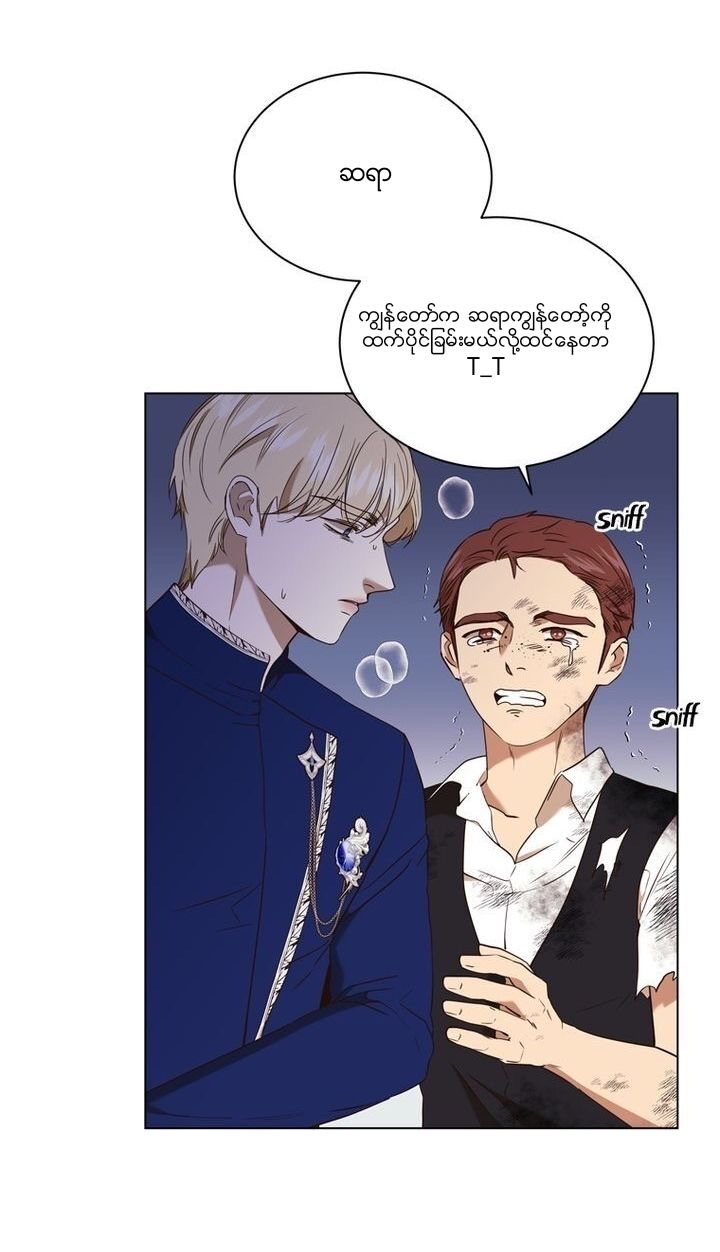 ဆရာ
ကျွန်တော်က ဆရာကျွန်တော့်ကို
ထက်ပိုင်ခြမ်းမယ်လို့ထင်နေတာ
T_T
sniff
sniff